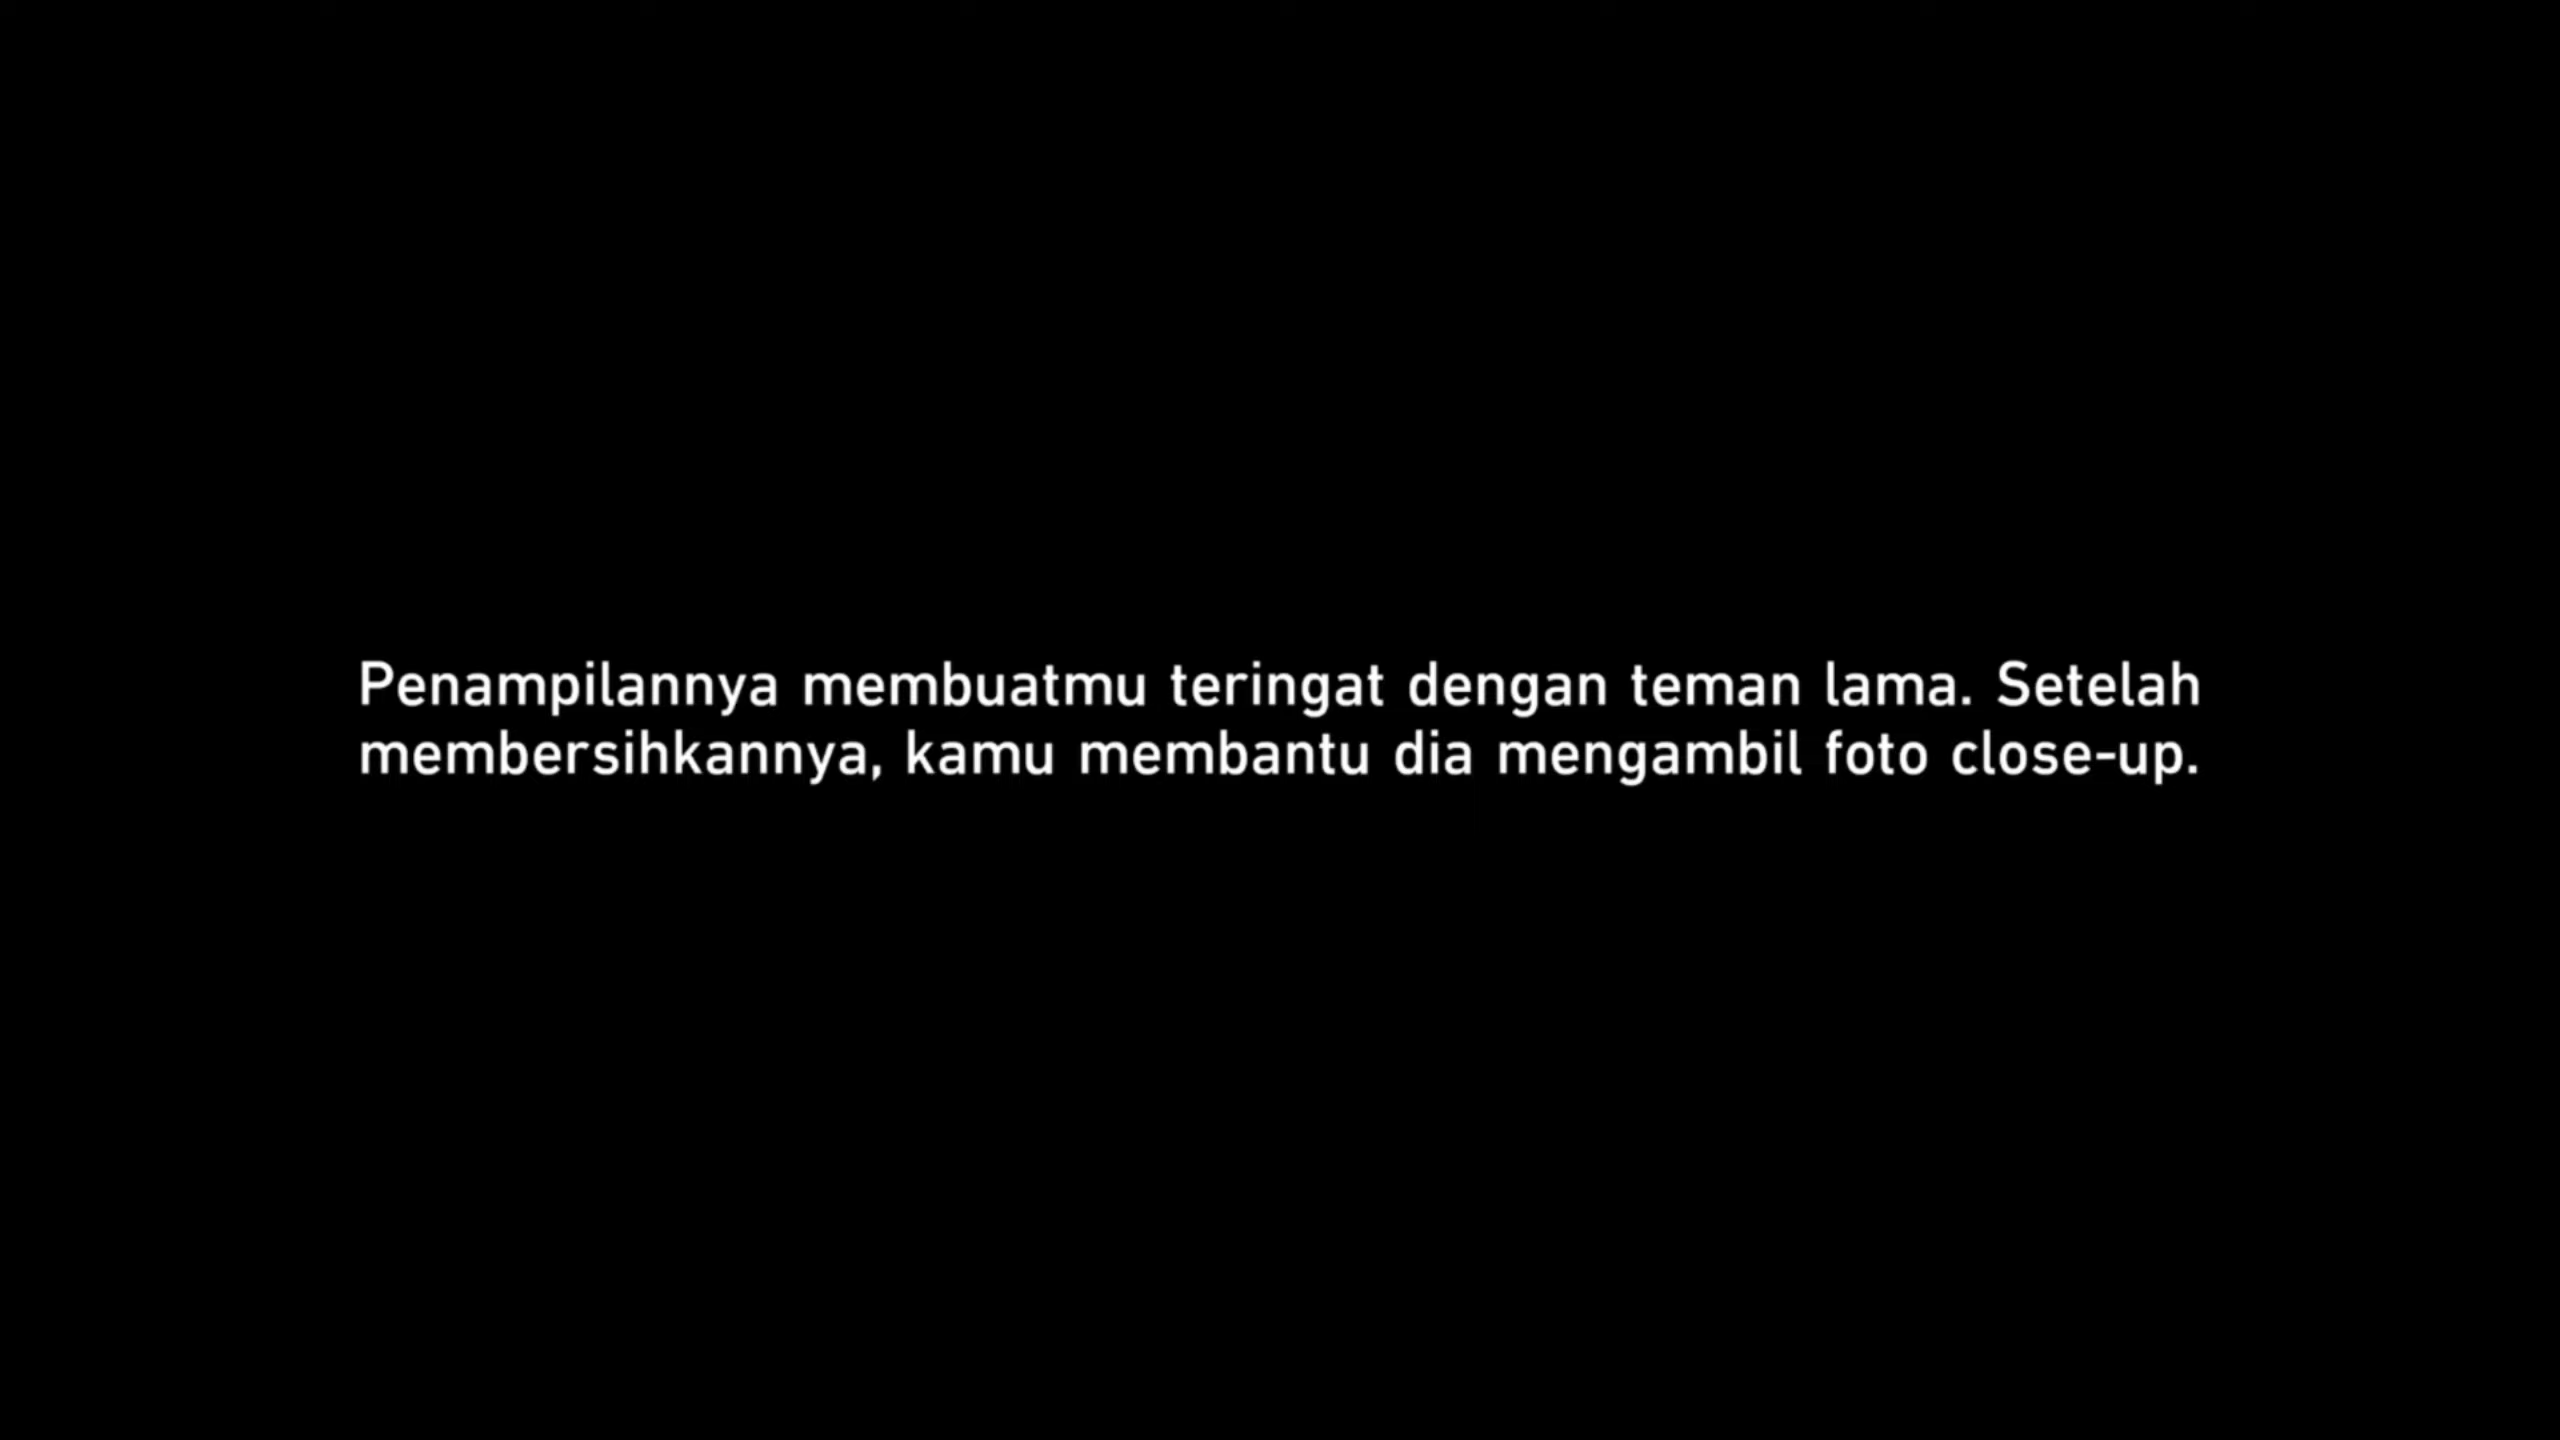 Penampilannya membuatmu teringat dengan teman lama. Setelah
membersihkannya, kamu membantu dia mengambil foto close-up.